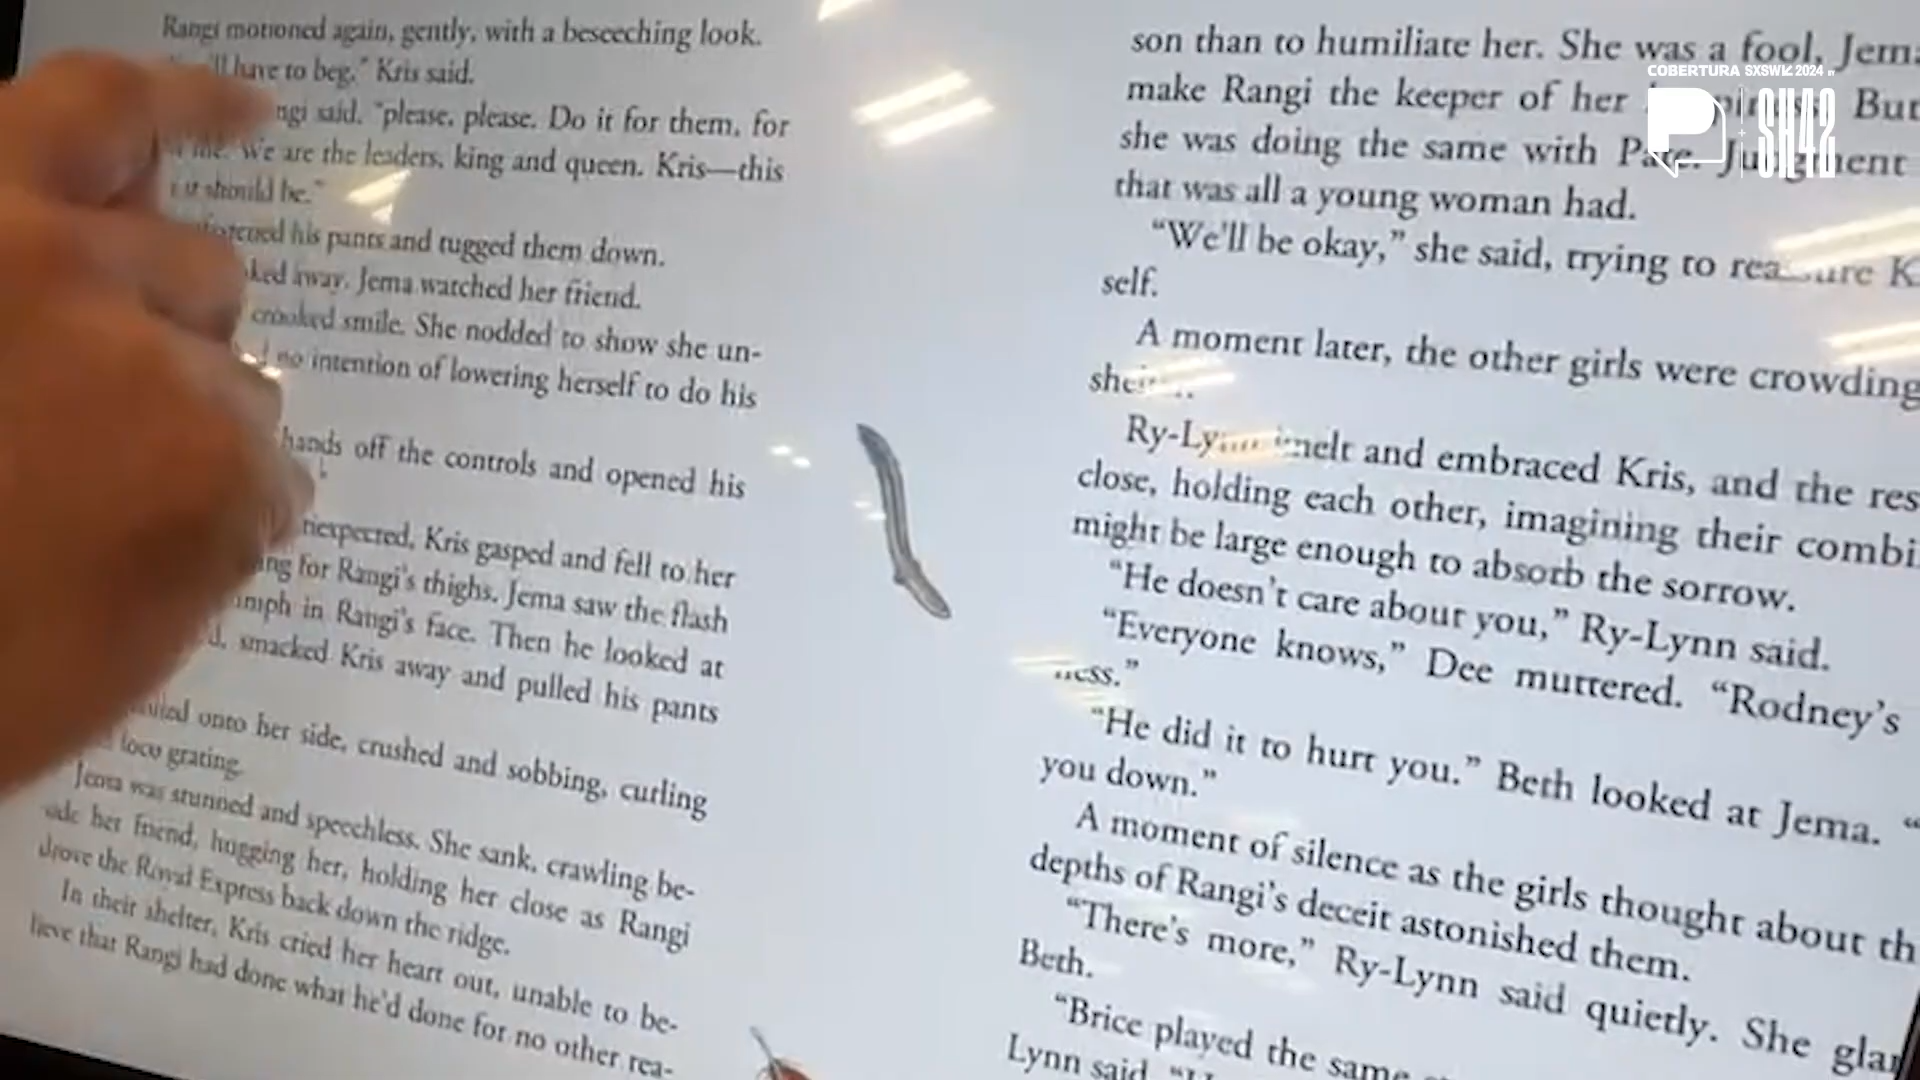 Rangi motioned again, gently, with a beseeching look.
have to beg." Kris said.
said, "please, please. Do it for them, for
me. We are the leaders, king and queen. Kris—this
it should be."
his pants and tugged them down.
away. Jema watched her friend.
crooked smile. She nodded to show she un-
no intention of lowering herself to do his
hands off the controls and opened his
Kris gasped and fell to her
for Rangi's thighs. Jema saw the flash
in Rangi's face. Then he looked at
smacked Kris away and pulled his pants
onto her side, crushed and sobbing, curling
loco grating.
Jema was stunned and speechless. She sank, crawling be-
side her friend, hugging her, holding her close as Rangi
drove the Royal Express back down the ridge.
In their shelter, Kris cried her heart out, unable to be-
lieve that Rangi had done what he'd done for no other rea-
son than to humiliate her. She was a fool, Jema
make Rangi the keeper of her But
she was doing the same with Pate. Judgment
that was all a young woman had.
"We'll be okay," she said, trying to
self.
A moment later, the other girls were crowding
Ry-Lynn knelt and embraced Kris, and the
close, holding each other, imagining their
might be large enough to absorb the sorrow.
"He doesn't care about you," Ry-Lynn said.
"Everyone knows," Dee muttered. "Rodney's
"He did it to hurt you." Beth looked at Jema. "
you down."
A moment of silence as the girls thought about
depths of Rangi's deceit astonished them.
"There's more," Ry-Lynn said quietly. She
Beth.
"Brice played the same
Lynn said.
COBERTURA SXSW 2024
SH42